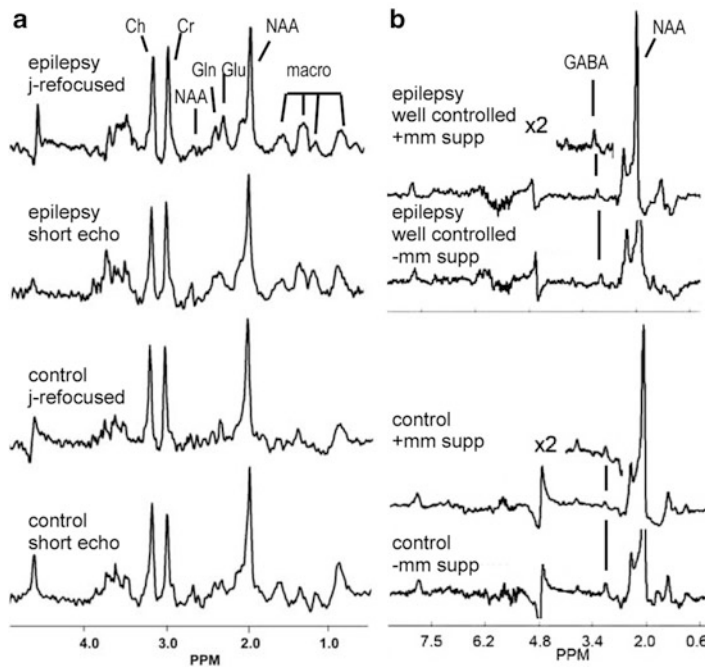 a
Ch
Cr
NAA
epilepsy
j-refocused
NAA
Gln
Glu
macro
epilepsy
short echo
control
j-refocused
control
short echo
4.0 3.0 2.0 1.0
PPM
b
GABA
NAA
epilepsy
well controlled
+mm supp
x2
epilepsy
well controlled
-mm supp
control
+mm supp
x2
control
-mm supp
7.5 6.2 4.8 3.4 2.0 0.6
PPM